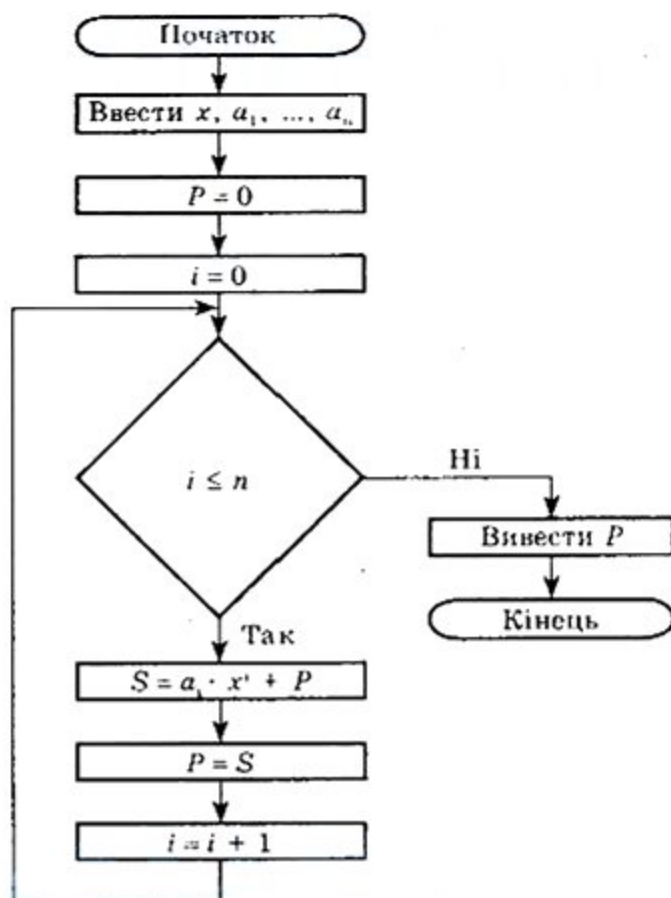 Початок
Ввести x, a₁, ..., aₙ
P = 0
i = 0
i ≤ n
Ні
Вивести P
Кінець
Так
S = aᵢ · xⁱ + P
P = S
i = i + 1